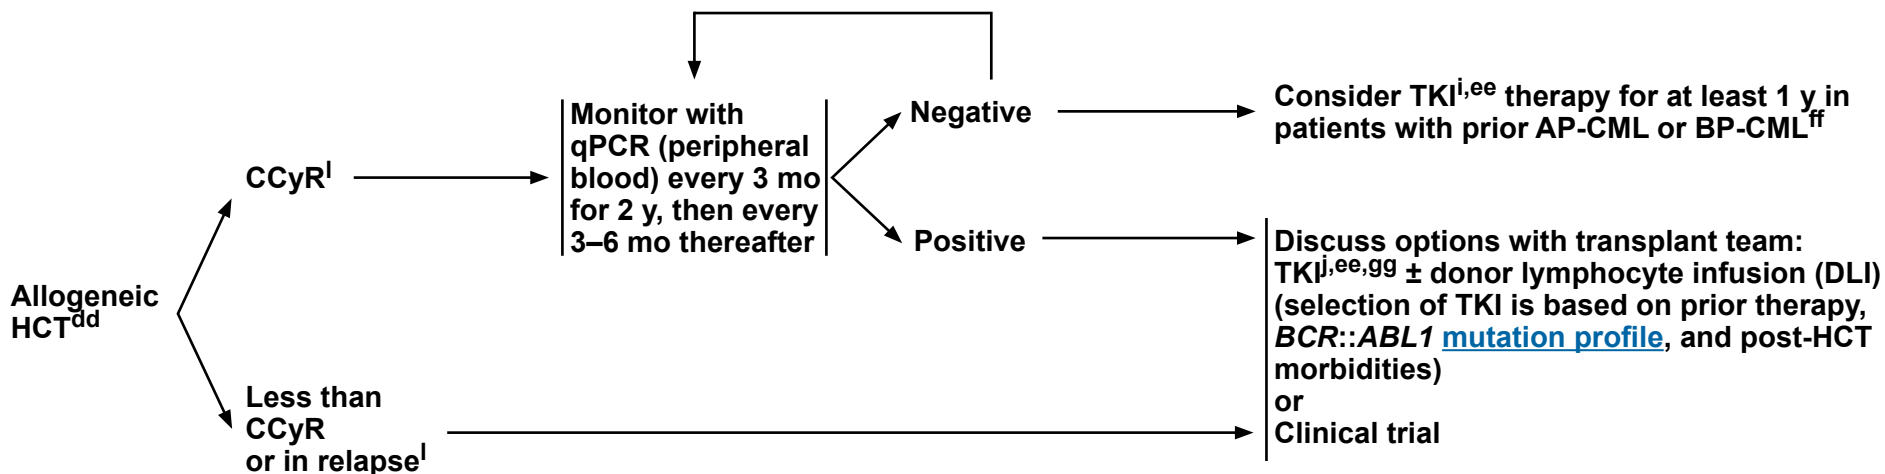 Allogeneic
HCTdd
CCyRl
Less than
CCyR
or in relapsel
Monitor with
qPCR (peripheral
blood) every 3 mo
for 2 y, then every
3–6 mo thereafter
Negative
Positive
Consider TKIi,ee therapy for at least 1 y in
patients with prior AP-CML or BP-CMLff
Discuss options with transplant team:
TKIj,ee,gg ± donor lymphocyte infusion (DLI)
(selection of TKI is based on prior therapy,
BCR::ABL1 mutation profile, and post-HCT
morbidities)
or
Clinical trial